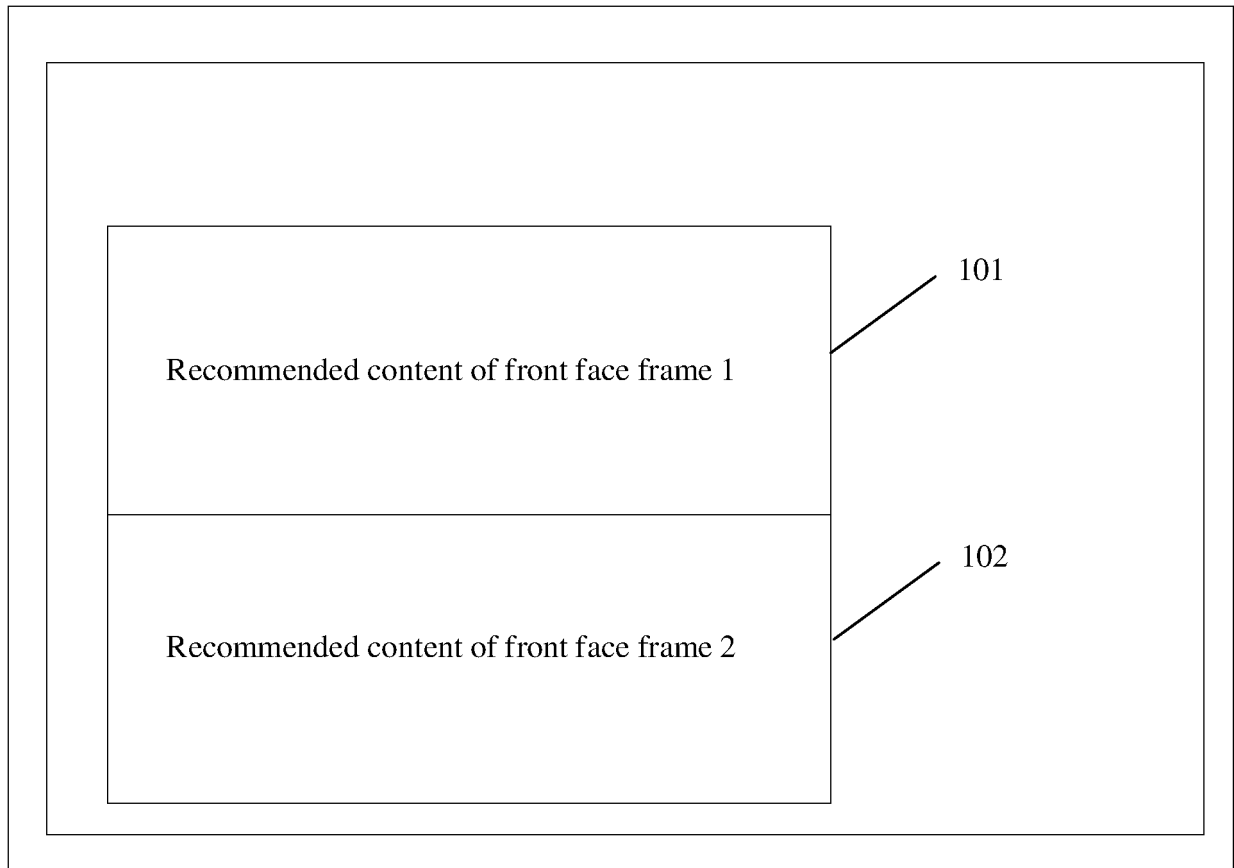 101
Recommended content of front face frame 1
102
Recommended content of front face frame 2